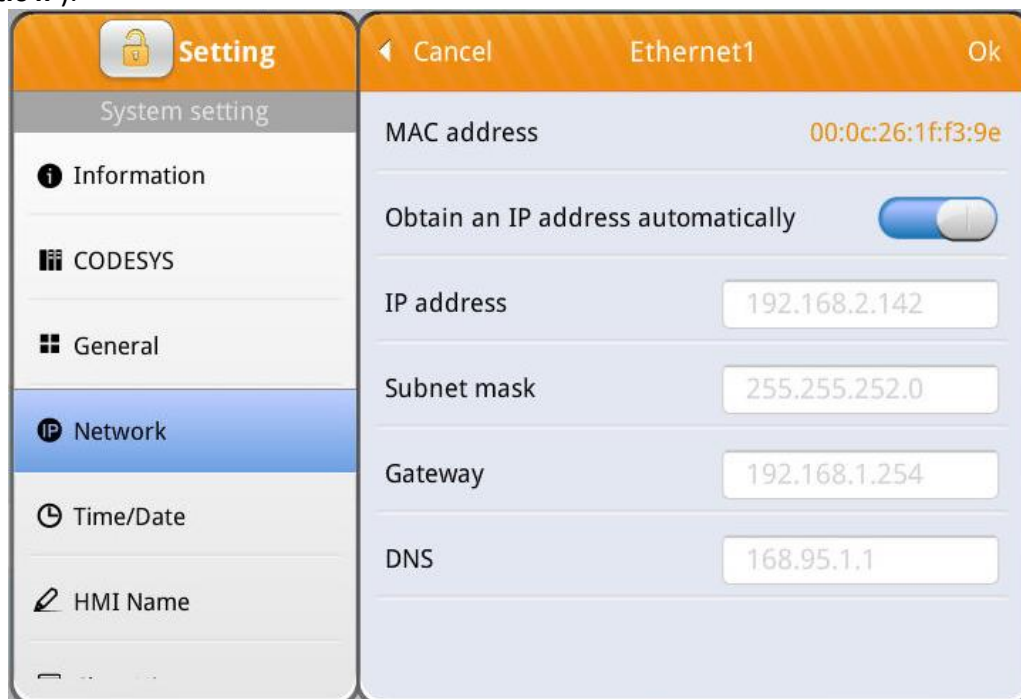 Setting
System setting
Information
CODESYS
General
IP Network
Time/Date
HMI Name
Cancel Ethernet1 Ok
MAC address 00:0c:26:1f:f3:9e
Obtain an IP address automatically
IP address 192.168.2.142
Subnet mask 255.255.252.0
Gateway 192.168.1.254
DNS 168.95.1.1